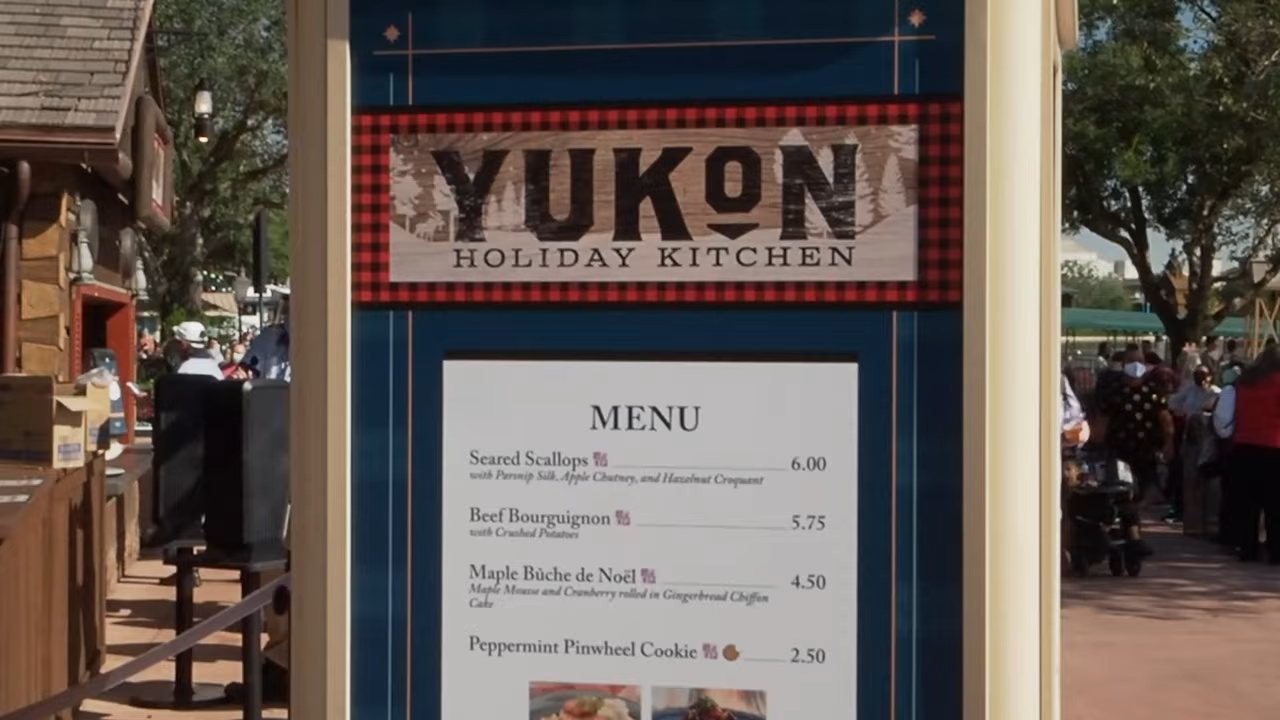 YUKON
HOLIDAY KITCHEN
MENU
Seared Scallops 6.00
with Parsnip Silk, Apple Chutney, and Hazelnut Croquant
Beef Bourguignon 5.75
with Crushed Potatoes
Maple Bûche de Noël 4.50
Maple Mousse and Cranberry rolled in Gingerbread Chiffon
Cake
Peppermint Pinwheel Cookie 2.50